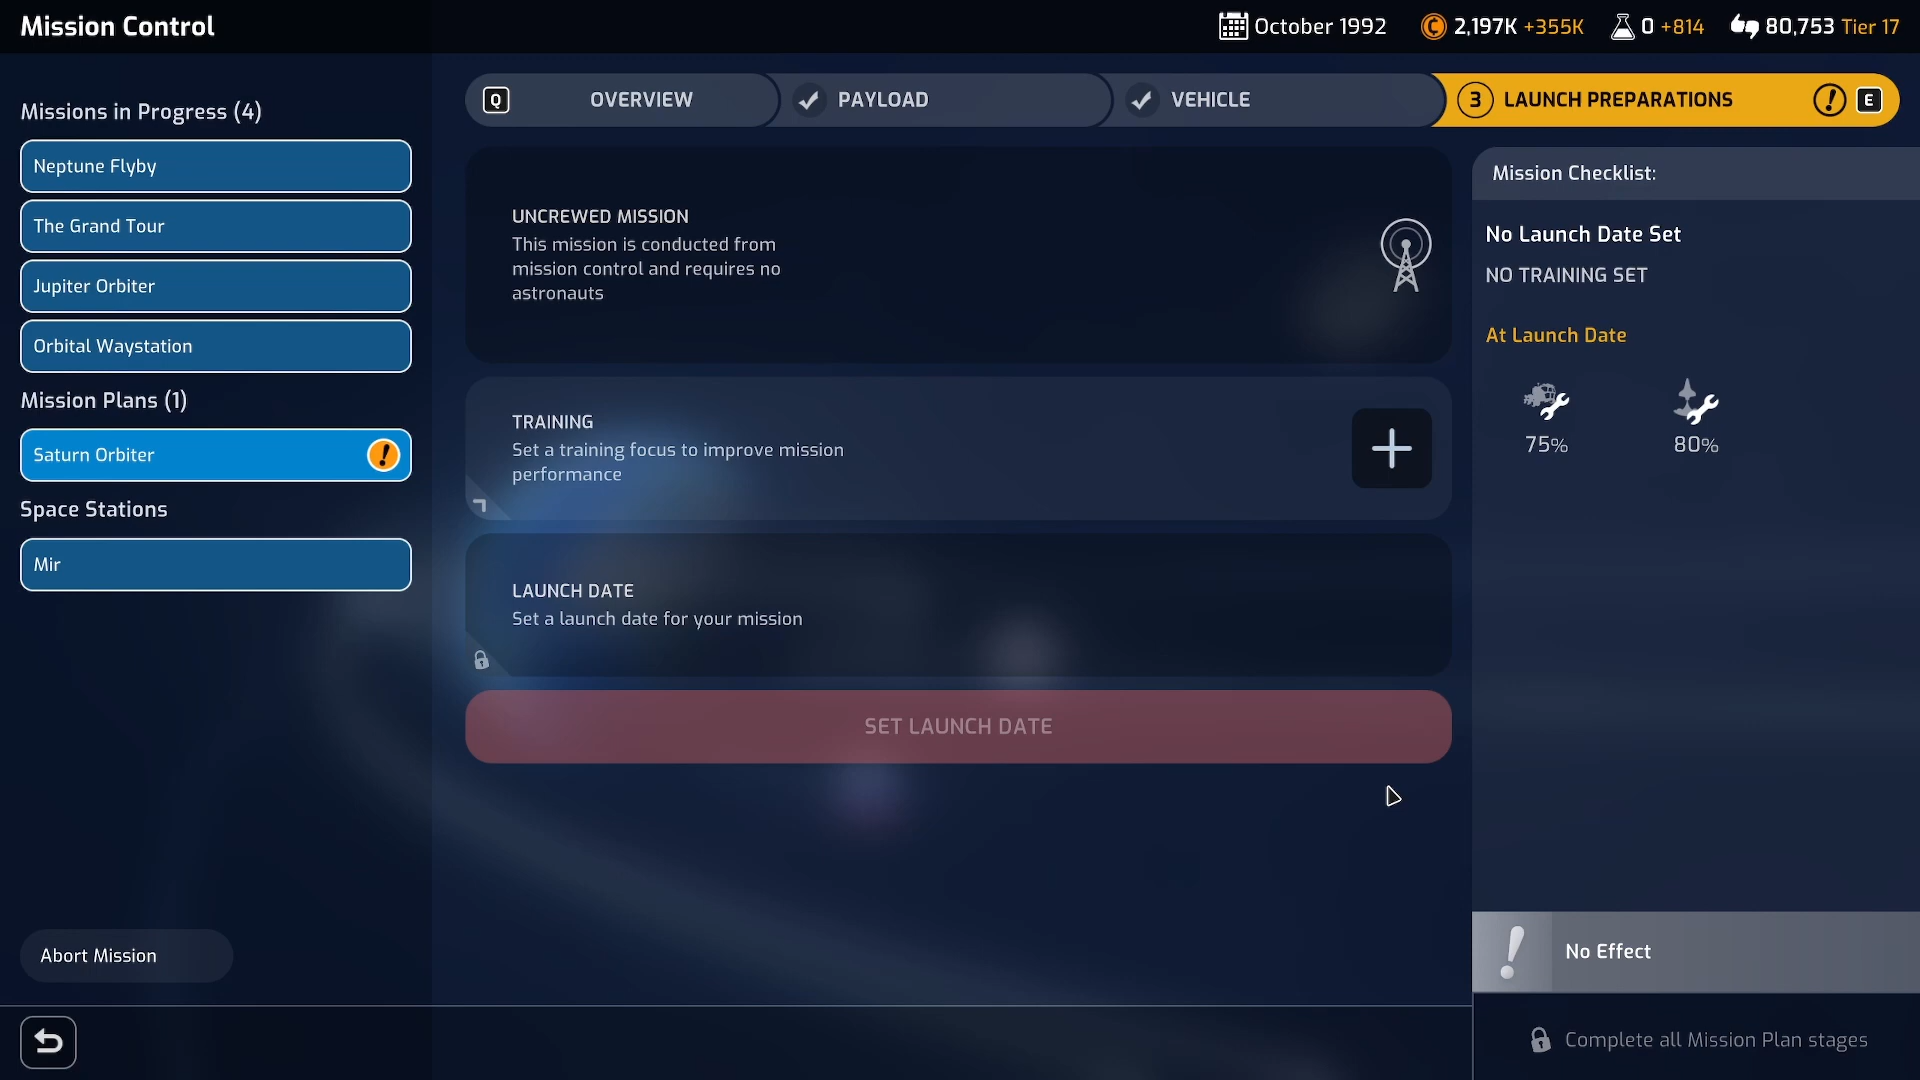 Mission Control
October 1992
2,197K +355K
0 +814
80,753 Tier 17
Missions in Progress (4)
Neptune Flyby
The Grand Tour
Jupiter Orbiter
Orbital Waystation
Mission Plans (1)
Saturn Orbiter
Space Stations
Mir
Abort Mission
Q
OVERVIEW
PAYLOAD
VEHICLE
3
LAUNCH PREPARATIONS
E
UNCREWED MISSION
This mission is conducted from
mission control and requires no
astronauts
TRAINING
Set a training focus to improve mission
performance
LAUNCH DATE
Set a launch date for your mission
SET LAUNCH DATE
Mission Checklist:
No Launch Date Set
NO TRAINING SET
At Launch Date
75%
80%
No Effect
Complete all Mission Plan stages